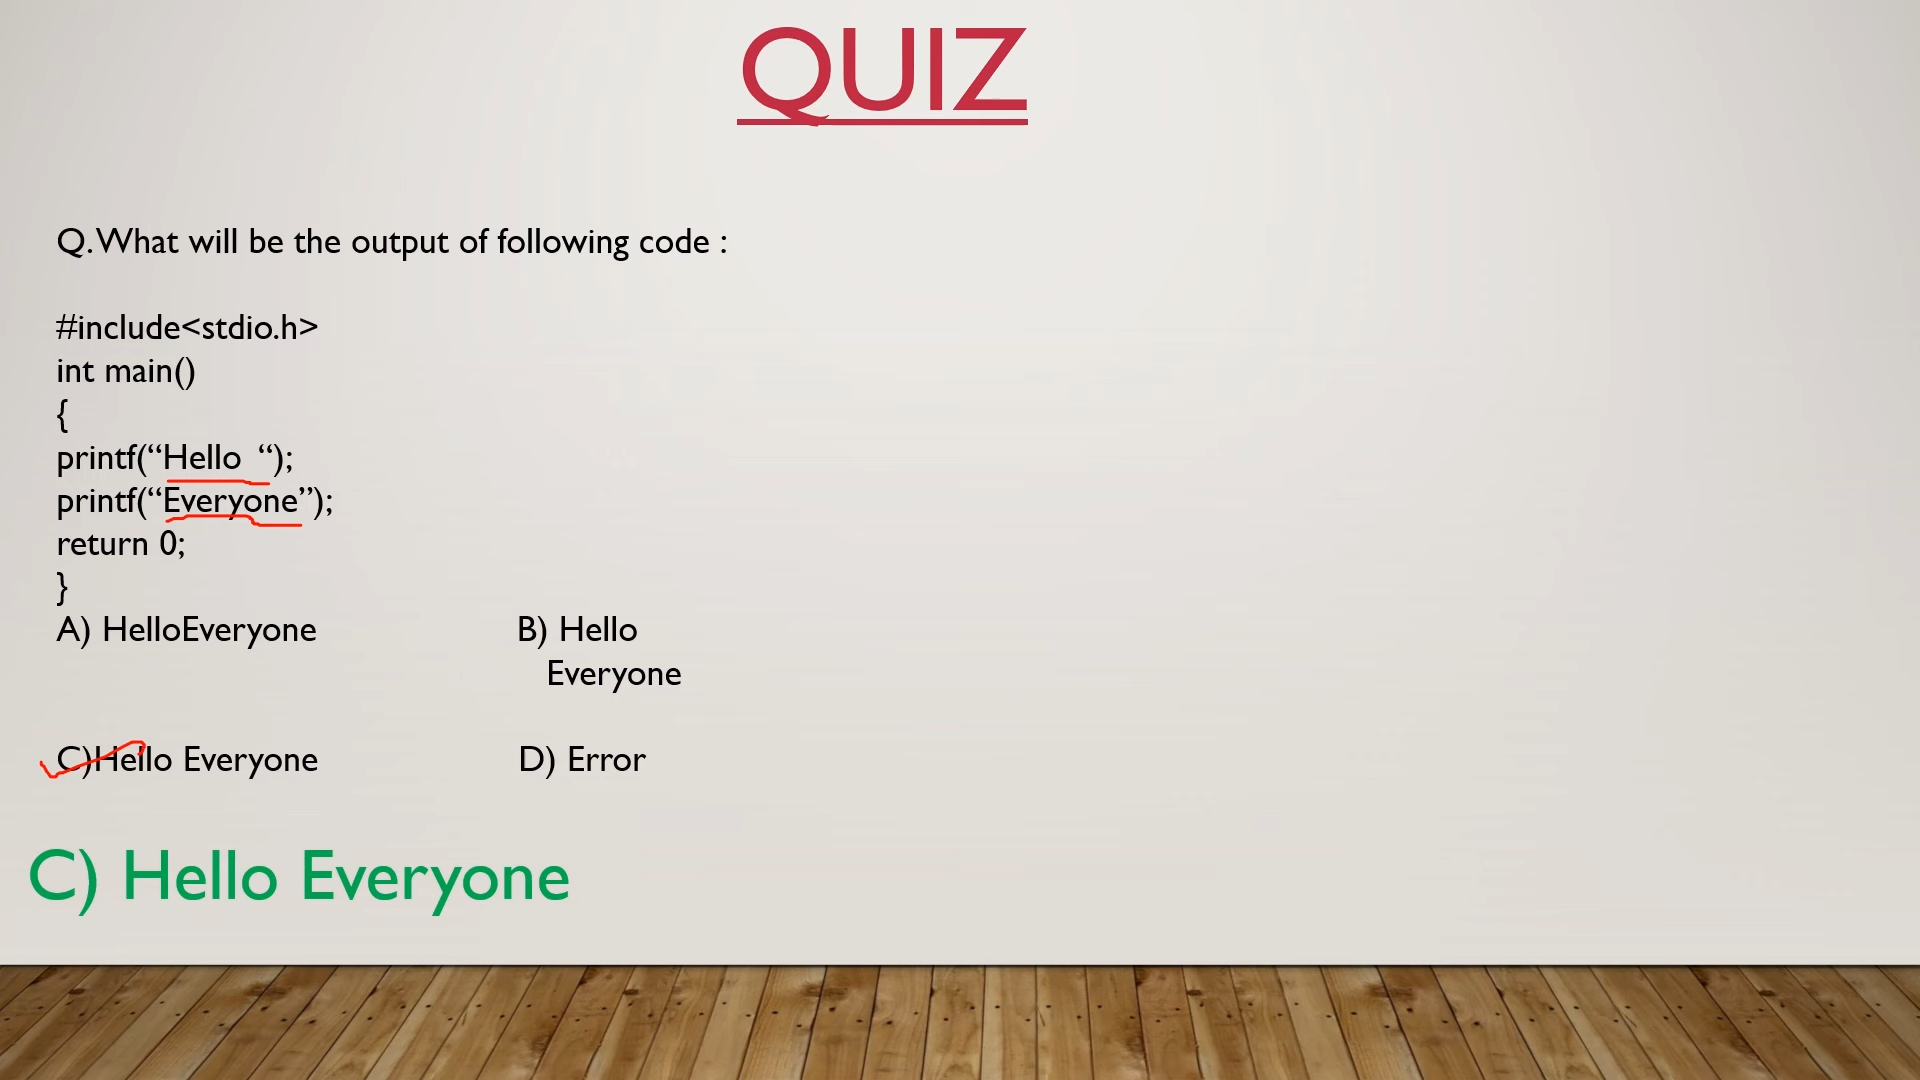 QUIZ
Q. What will be the output of following code :
#include<stdio.h>
int main()
{
printf(“Hello “);
printf(“Everyone”);
return 0;
}
A) HelloEveryone B) Hello
Everyone
C)Hello Everyone D) Error
C) Hello Everyone